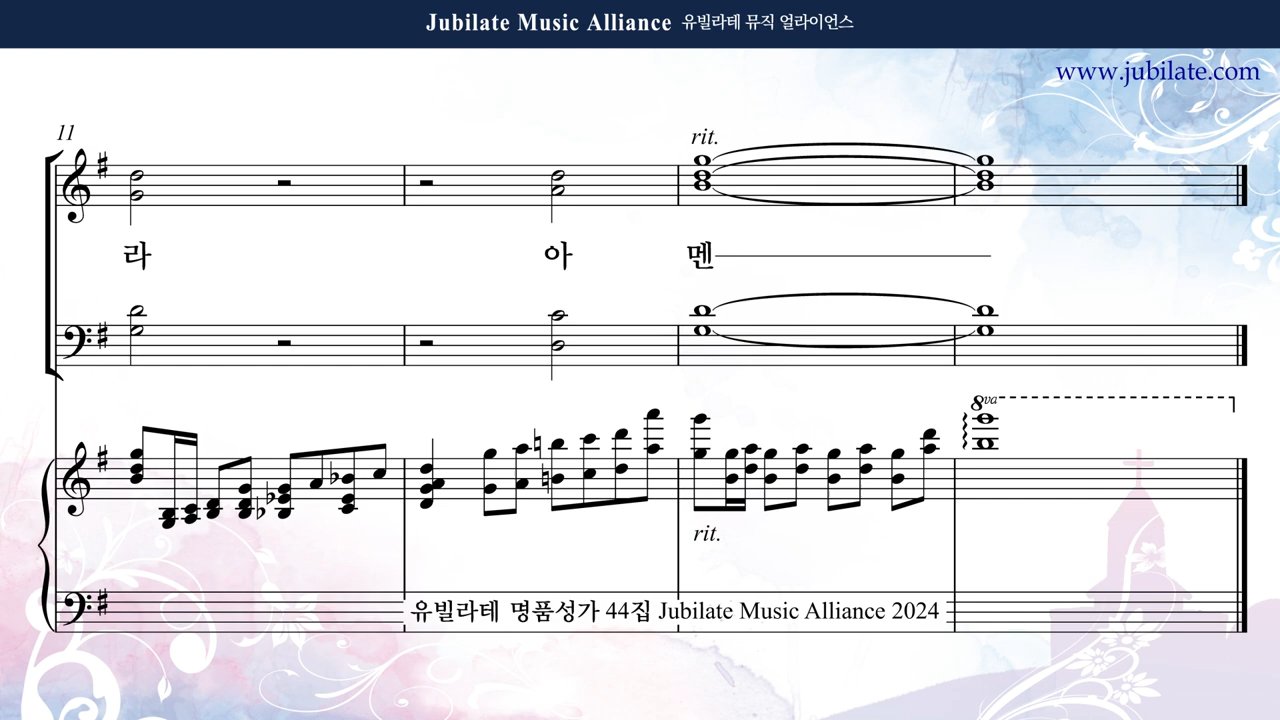 Jubilate Music Alliance 유빌라테 뮤직 얼라이언스
www.jubilate.com
11
rit.
라 아 멘
8va
rit.
유빌라테 명품성가 44집 Jubilate Music Alliance 2024